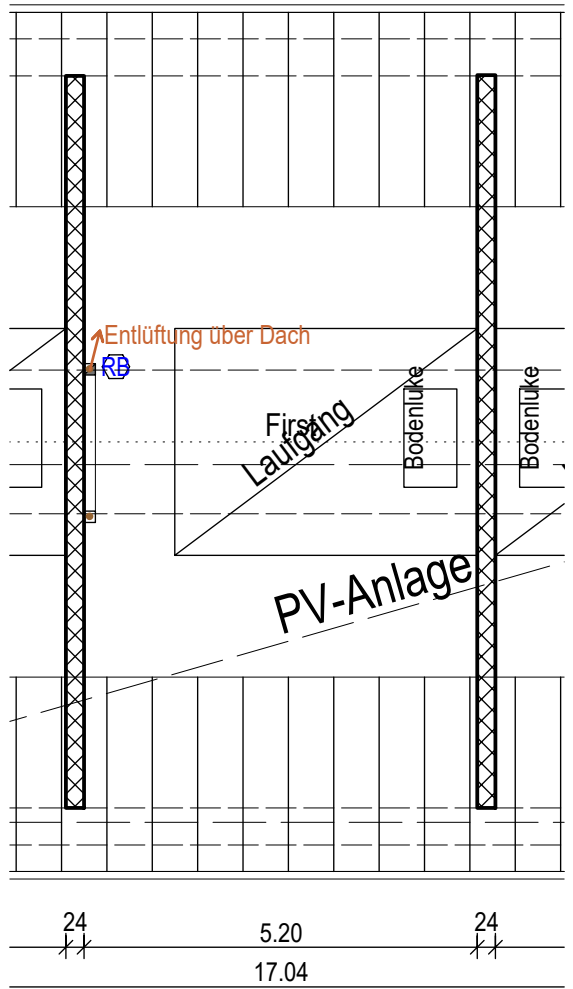 Entlüftung über Dach
RB
First
Laufgang
Bodenluke
Bodenluke
PV-Anlage
24
5.20
24
17.04